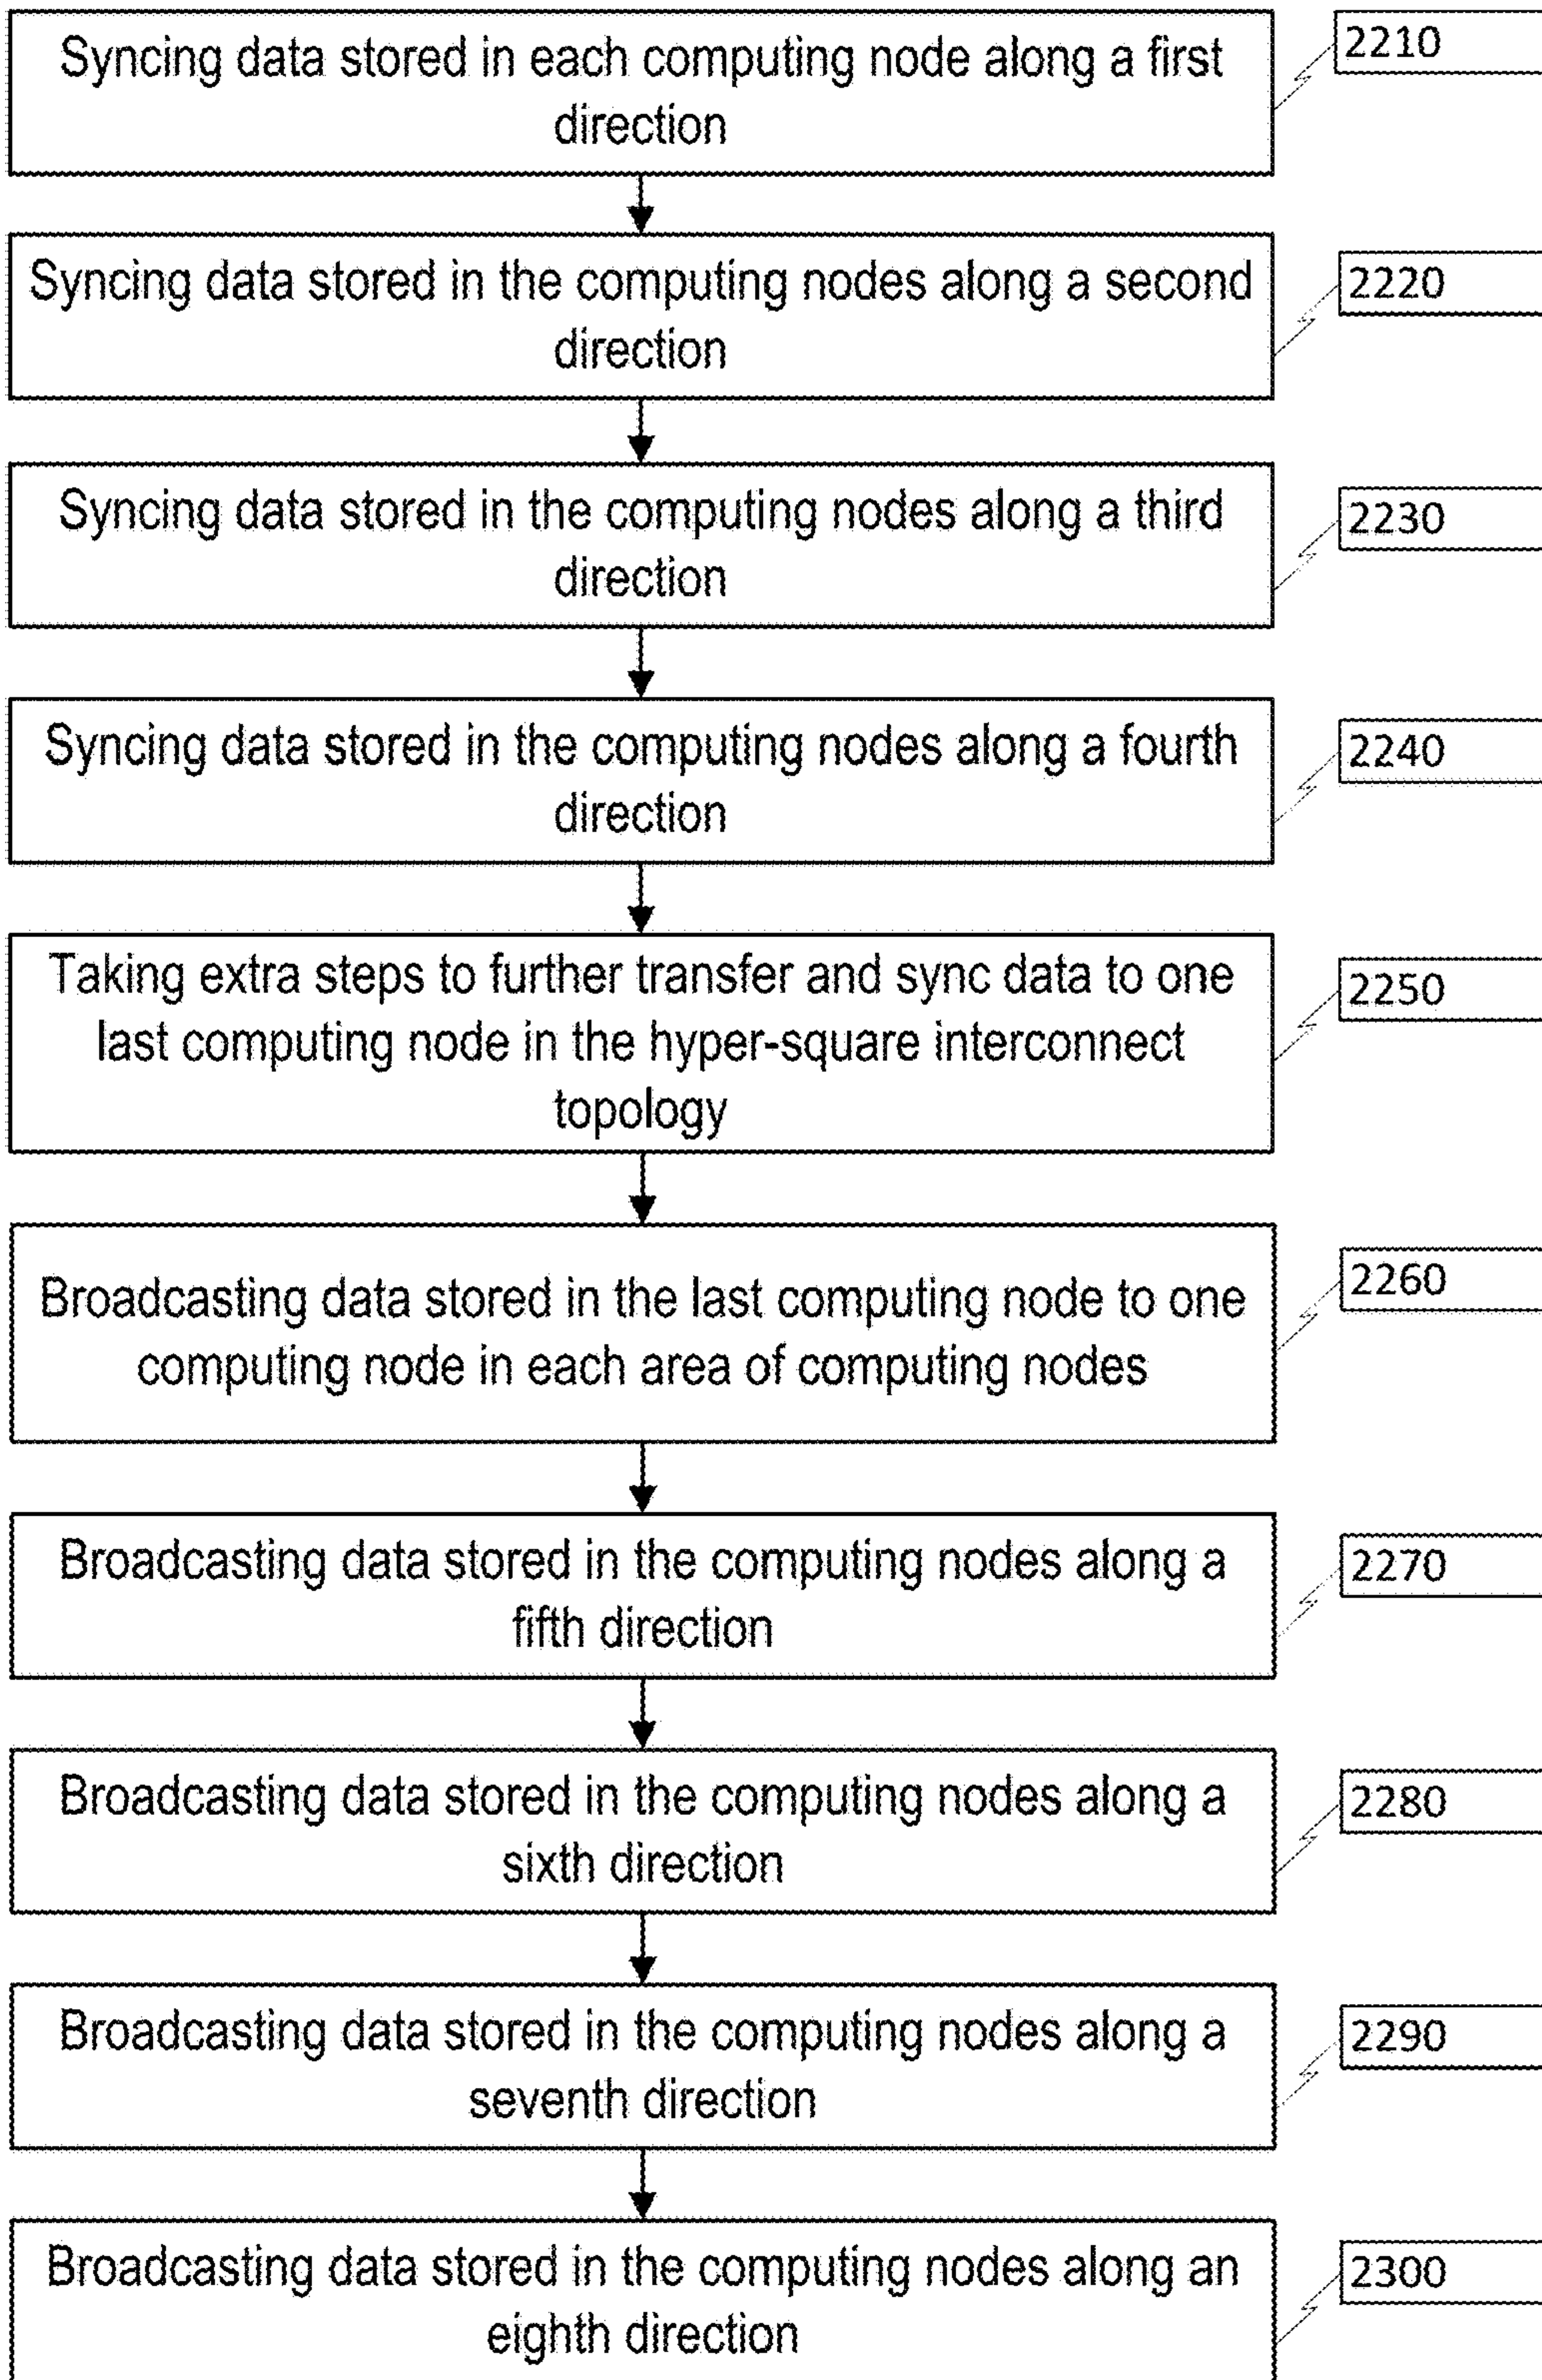 Syncing data stored in each computing node along a first
direction
2210
Syncing data stored in the computing nodes along a second
direction
2220
Syncing data stored in the computing nodes along a third
direction
2230
Syncing data stored in the computing nodes along a fourth
direction
2240
Taking extra steps to further transfer and sync data to one
last computing node in the hyper-square interconnect
topology
2250
Broadcasting data stored in the last computing node to one
computing node in each area of computing nodes
2260
Broadcasting data stored in the computing nodes along a
fifth direction
2270
Broadcasting data stored in the computing nodes along a
sixth direction
2280
Broadcasting data stored in the computing nodes along a
seventh direction
2290
Broadcasting data stored in the computing nodes along an
eighth direction
2300